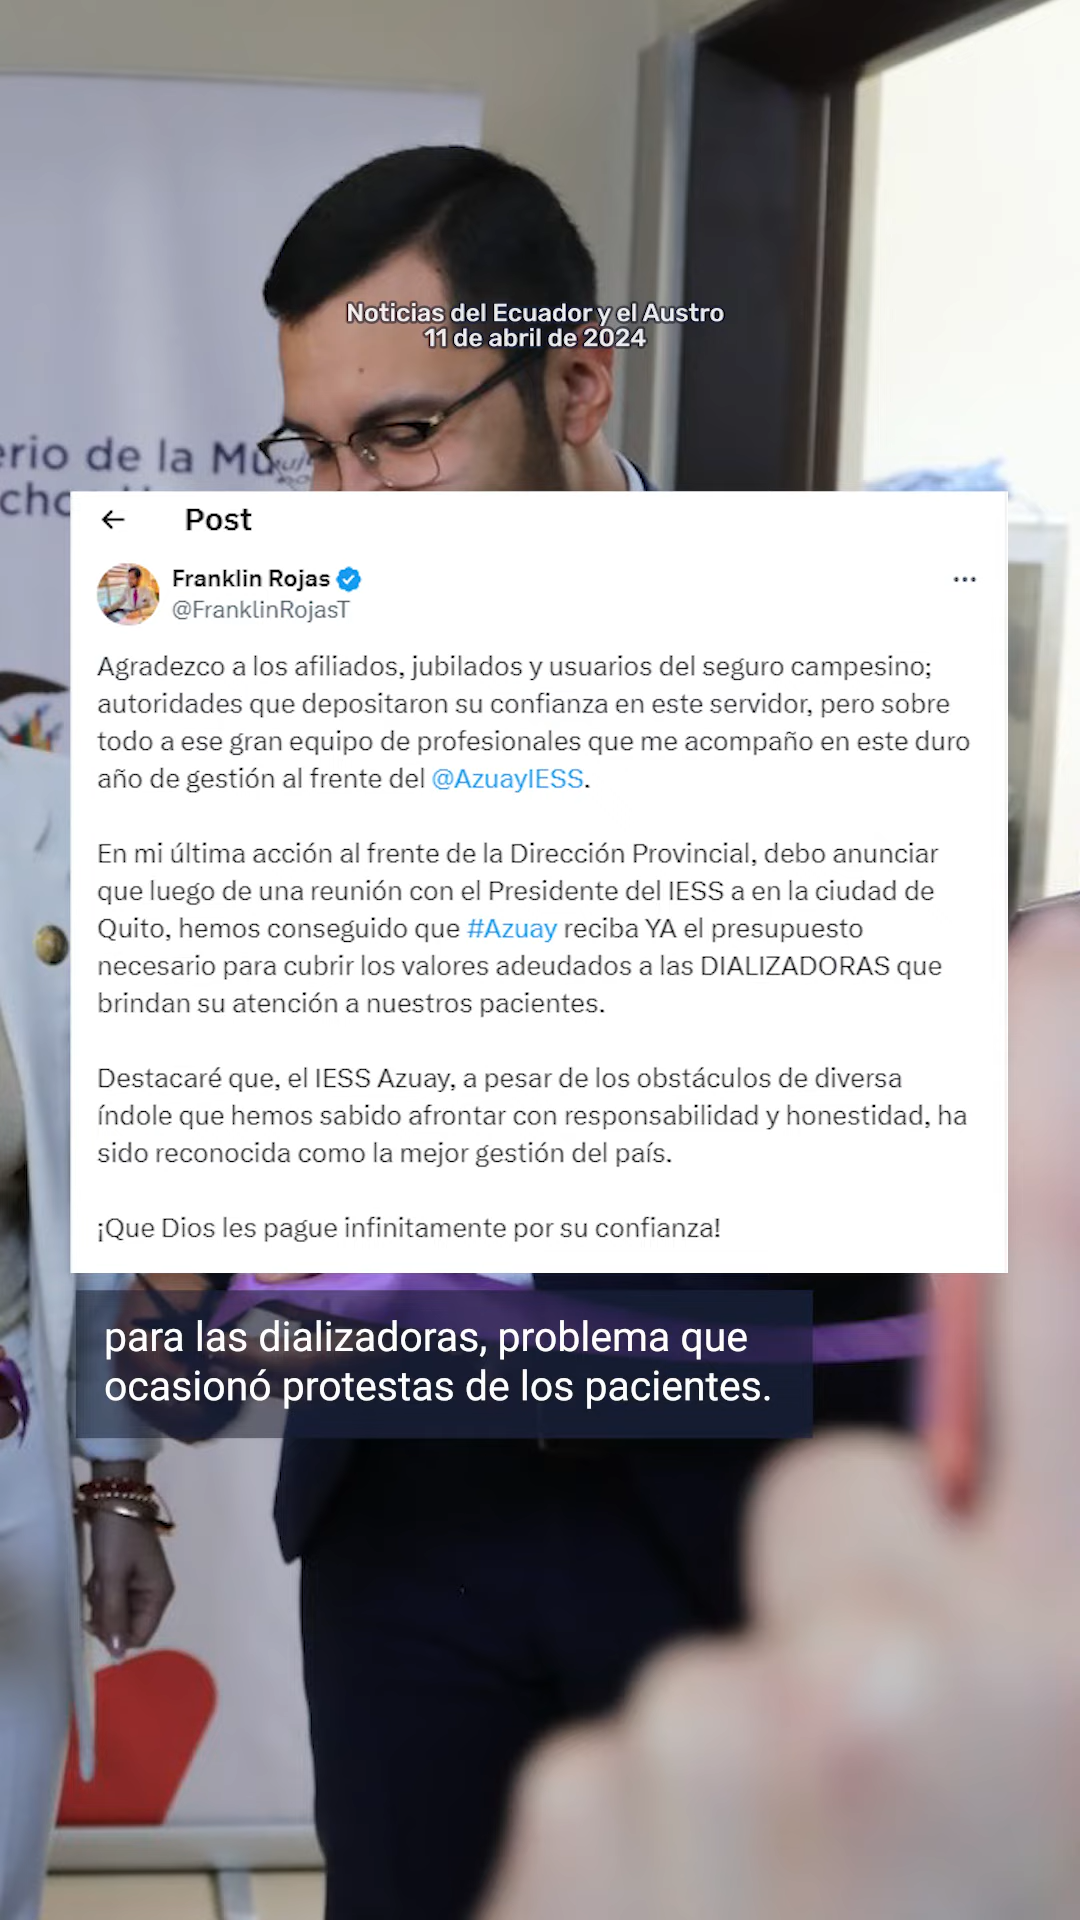 Noticias del Ecuador y el Austro
11 de abril de 2024
erio de la Mu
Post
Franklin Rojas
@FranklinRojasT
Agradezco a los afiliados, jubilados y usuarios del seguro campesino;
autoridades que depositaron su confianza en este servidor, pero sobre
todo a ese gran equipo de profesionales que me acompaño en este duro
año de gestión al frente del @AzuayIESS.
En mi última acción al frente de la Dirección Provincial, debo anunciar
que luego de una reunión con el Presidente del IESS a en la ciudad de
Quito, hemos conseguido que #Azuay reciba YA el presupuesto
necesario para cubrir los valores adeudados a las DIALIZADORAS que
brindan su atención a nuestros pacientes.
Destacaré que, el IESS Azuay, a pesar de los obstáculos de diversa
índole que hemos sabido afrontar con responsabilidad y honestidad, ha
sido reconocida como la mejor gestión del país.
¡Que Dios les pague infinitamente por su confianza!
para las dializadoras, problema que
ocasionó protestas de los pacientes.